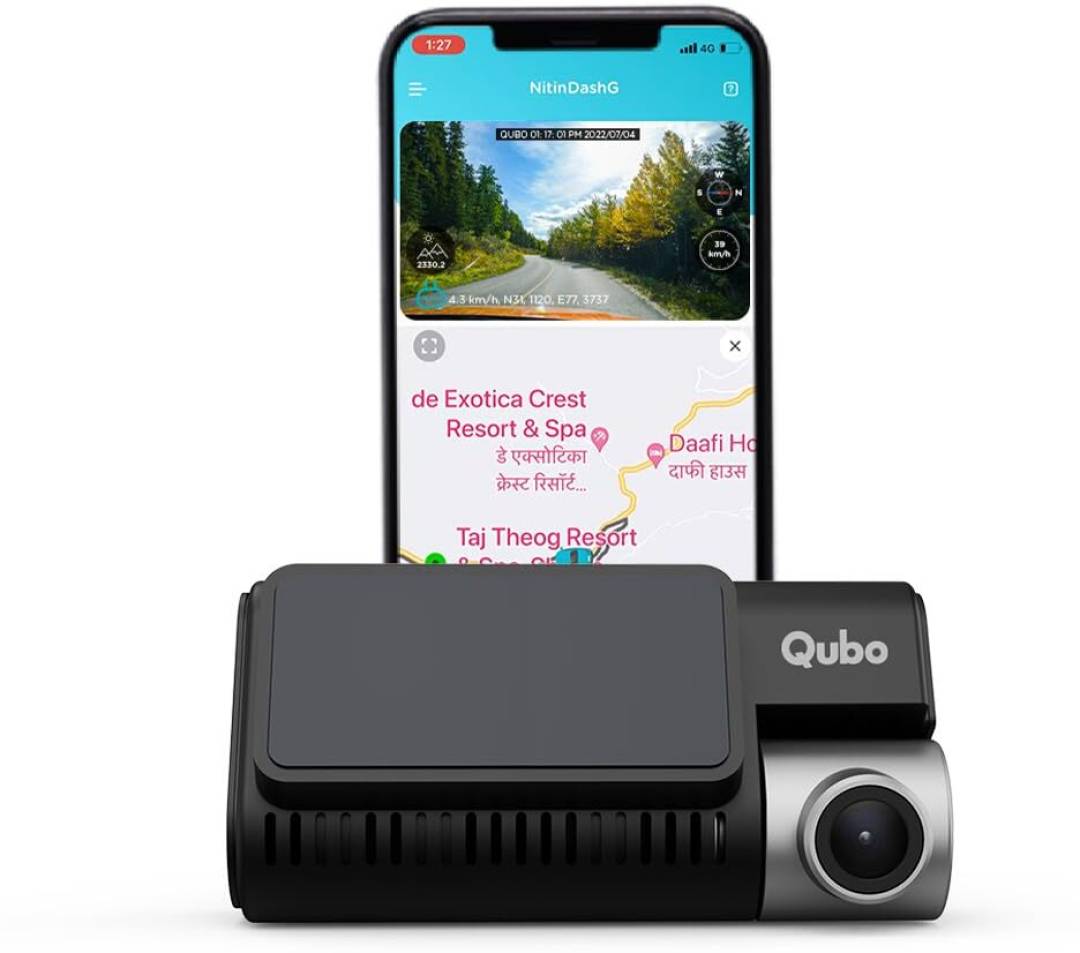 1:27
4G
NitinDashG
?
QUBO 01: 17: 01 PM 2022/07/04
W
S
N
E
39
km/h
2330.2
4.3 km/h, N31, 1120, E77, 3737
de Exotica Crest
Resort & Spa
डे एक्सोटिका
क्रेस्ट रिसॉर्ट...
Daafi Ho
दाफी हाउस
Taj Theog Resort
& Spa
Qubo